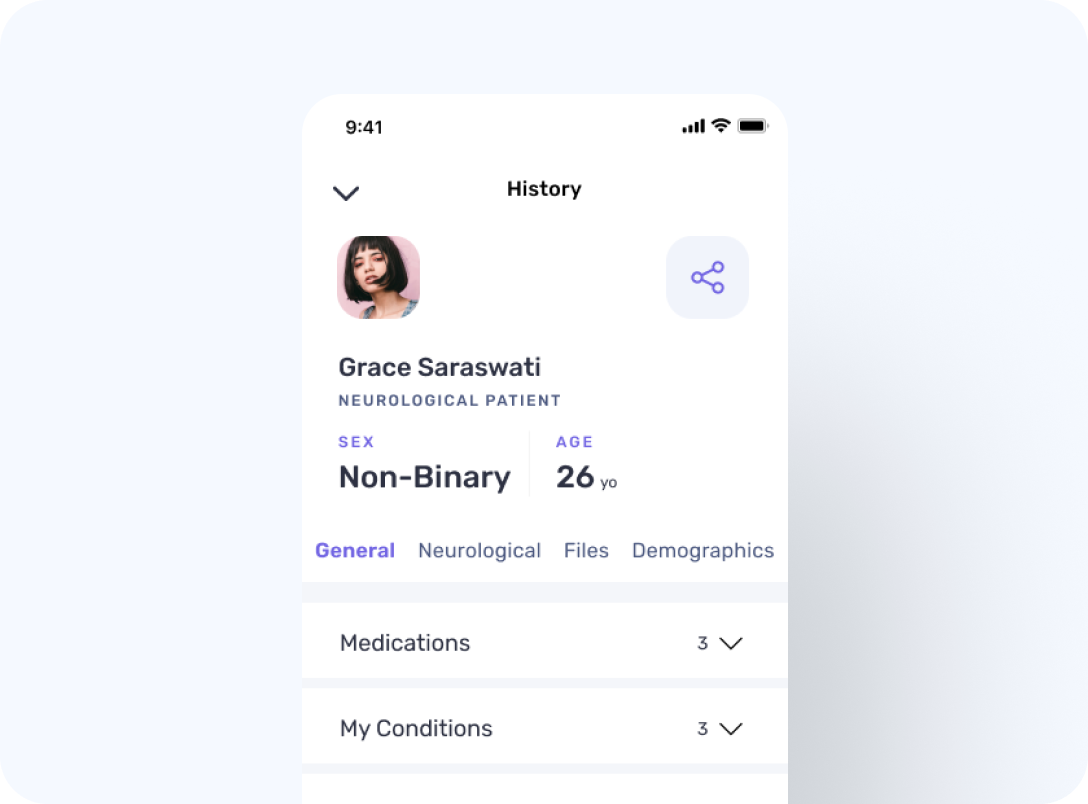 9:41
History
Grace Saraswati
NEUROLOGICAL PATIENT
SEX AGE
Non-Binary 26 yo
General Neurological Files Demographics
Medications 3
My Conditions 3